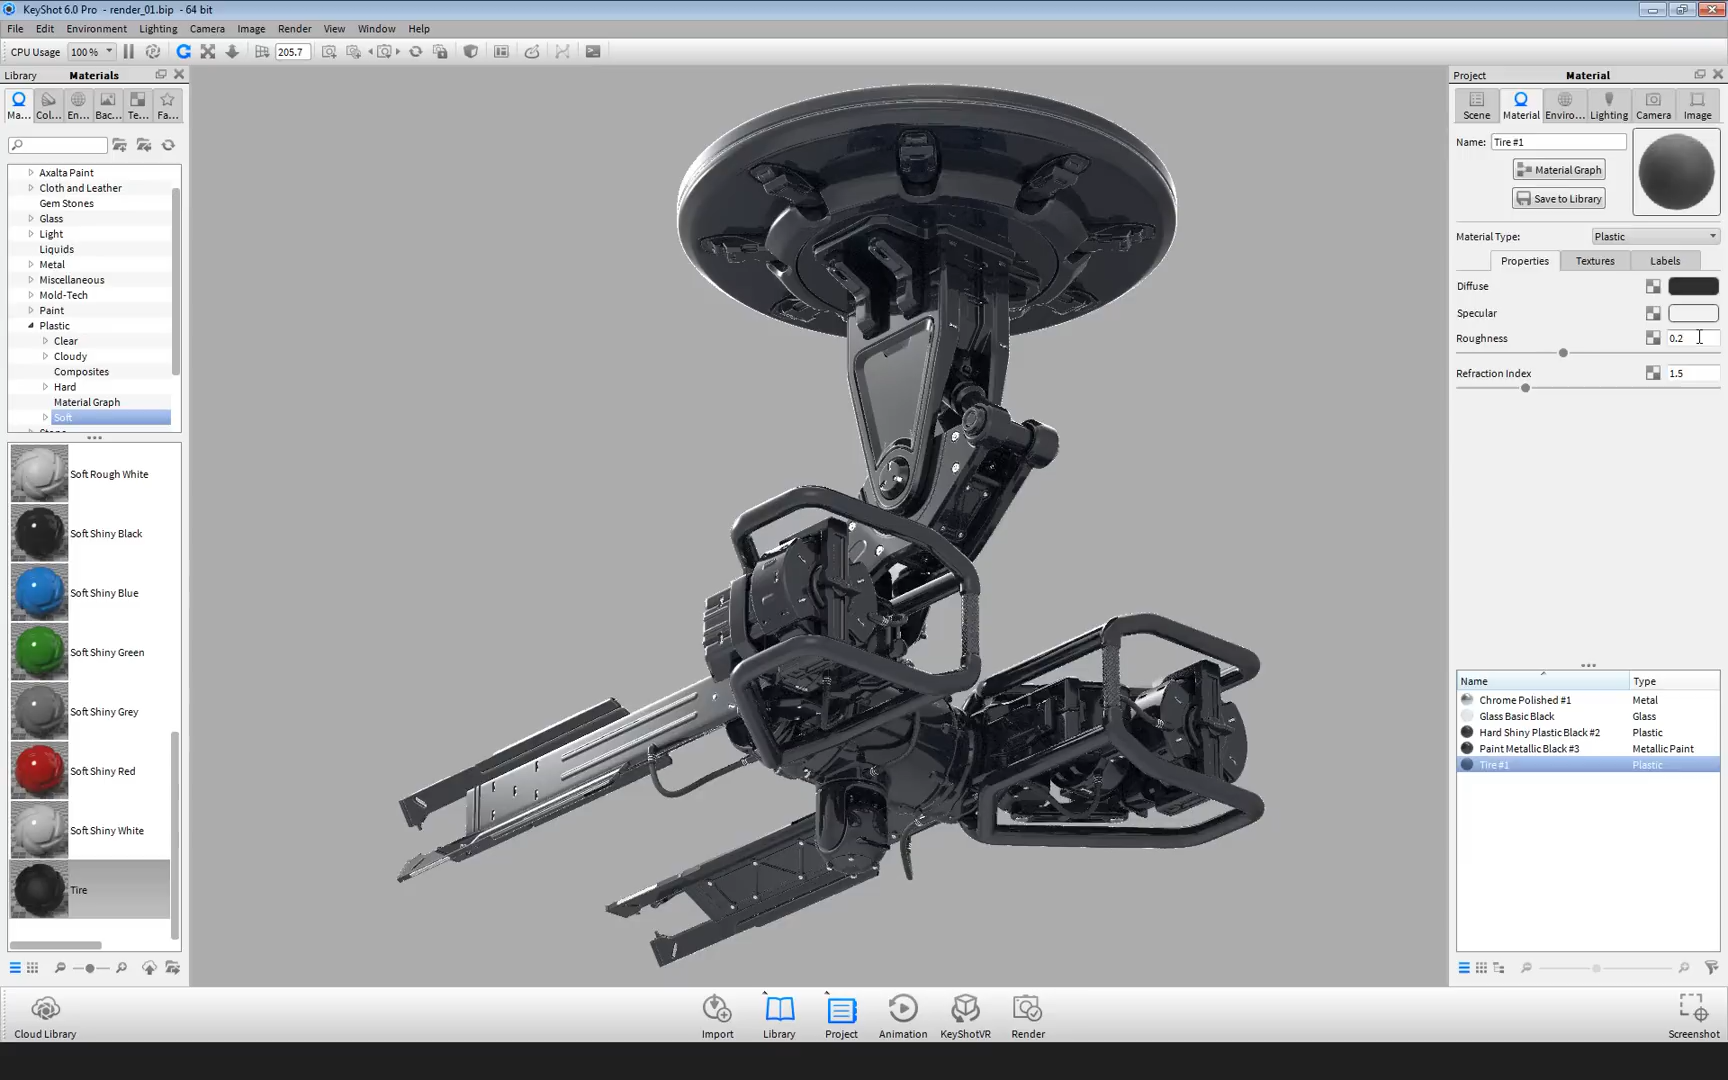 KeyShot 6.0 Pro - render_01.bip - 64 bit
File Edit Environment Lighting Camera Image Render View Window Help
CPU Usage 100 % 205.7
Library Materials
Ma... Col... En... Bac... Te... Fa...
Axalta Paint
Cloth and Leather
Gem Stones
Glass
Light
Liquids
Metal
Miscellaneous
Mold-Tech
Paint
Plastic
Clear
Cloudy
Composites
Hard
Material Graph
Soft
Soft Rough White
Soft Shiny Black
Soft Shiny Blue
Soft Shiny Green
Soft Shiny Grey
Soft Shiny Red
Soft Shiny White
Tire
Project Material
Scene Material Enviro... Lighting Camera Image
Name: Tire #1
Material Graph
Save to Library
Material Type: Plastic
Properties Textures Labels
Diffuse
Specular
Roughness 0.2
Refraction Index 1.5
Name Type
Chrome Polished #1 Metal
Glass Basic Black Glass
Hard Shiny Plastic Black #2 Plastic
Paint Metallic Black #3 Metallic Paint
Tire #1 Plastic
Cloud Library Import Library Project Animation KeyShotVR Render Screenshot